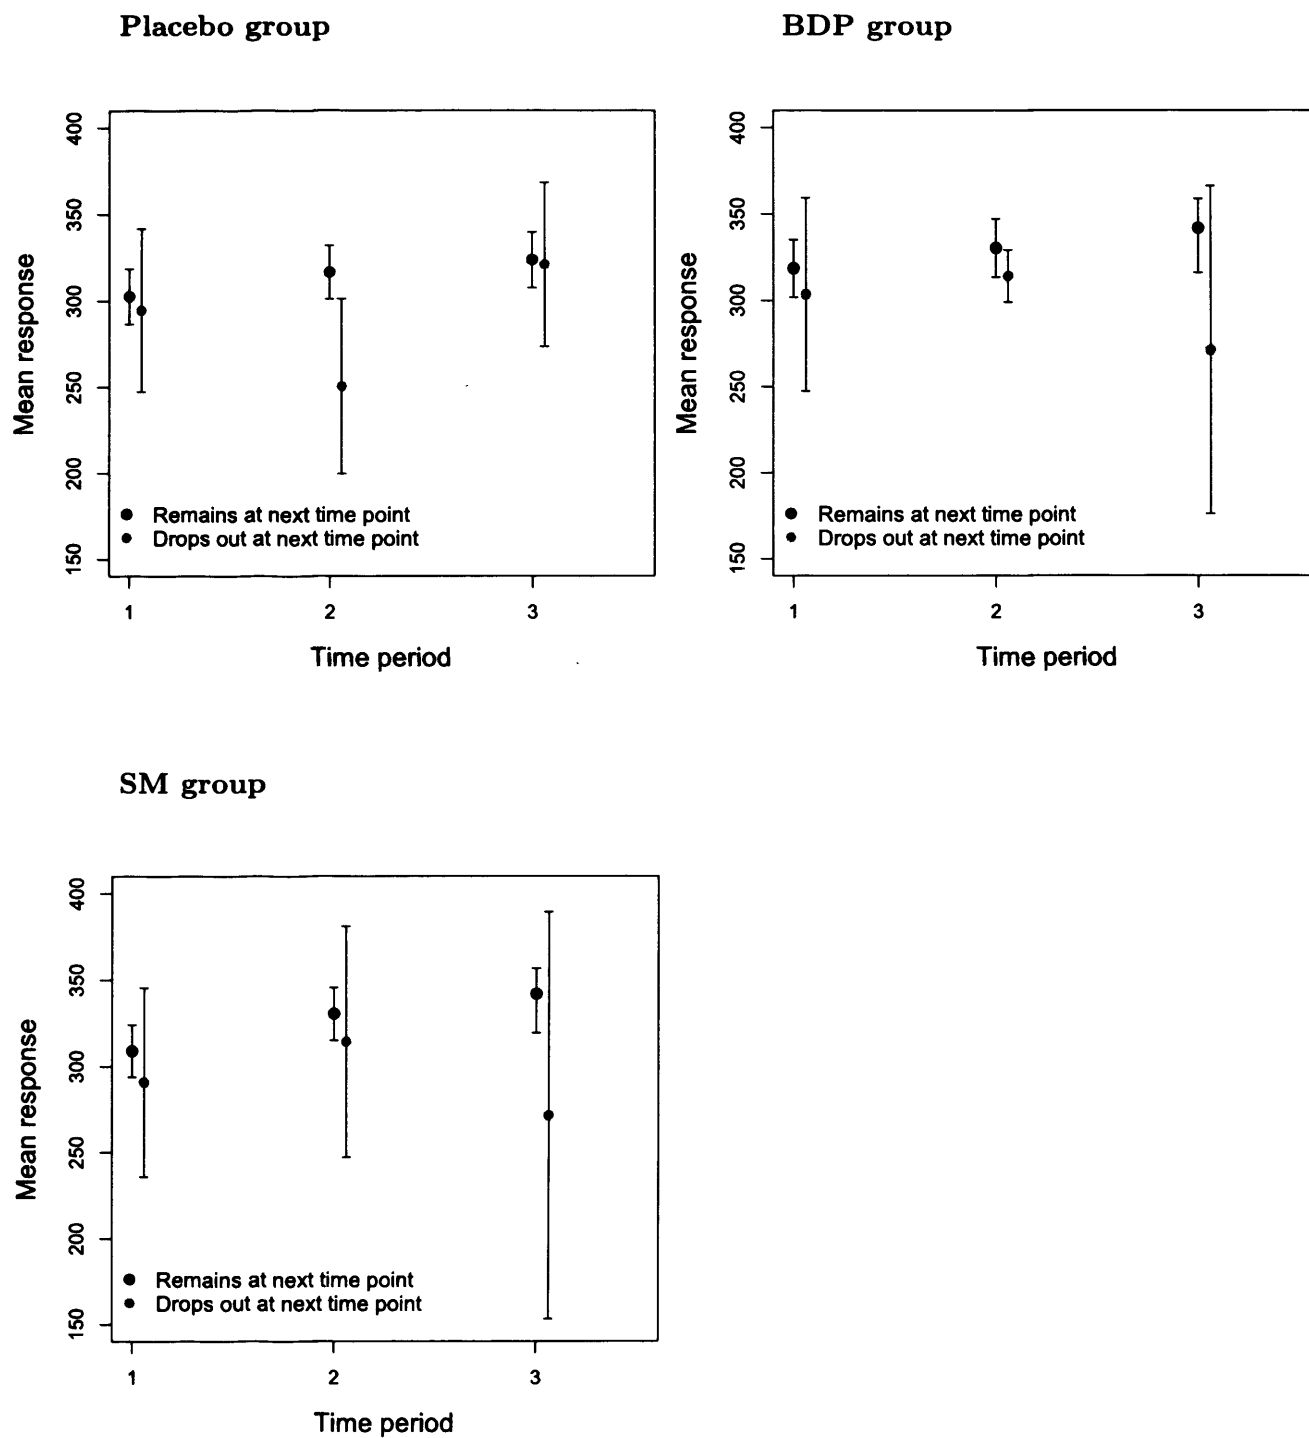 Placebo group
Mean response
400
350
300
250
200
150
Remains at next time point
Drops out at next time point
1 2 3
Time period
BDP group
Mean response
400
350
300
250
200
150
Remains at next time point
Drops out at next time point
1 2 3
Time period
SM group
Mean response
400
350
300
250
200
150
Remains at next time point
Drops out at next time point
1 2 3
Time period